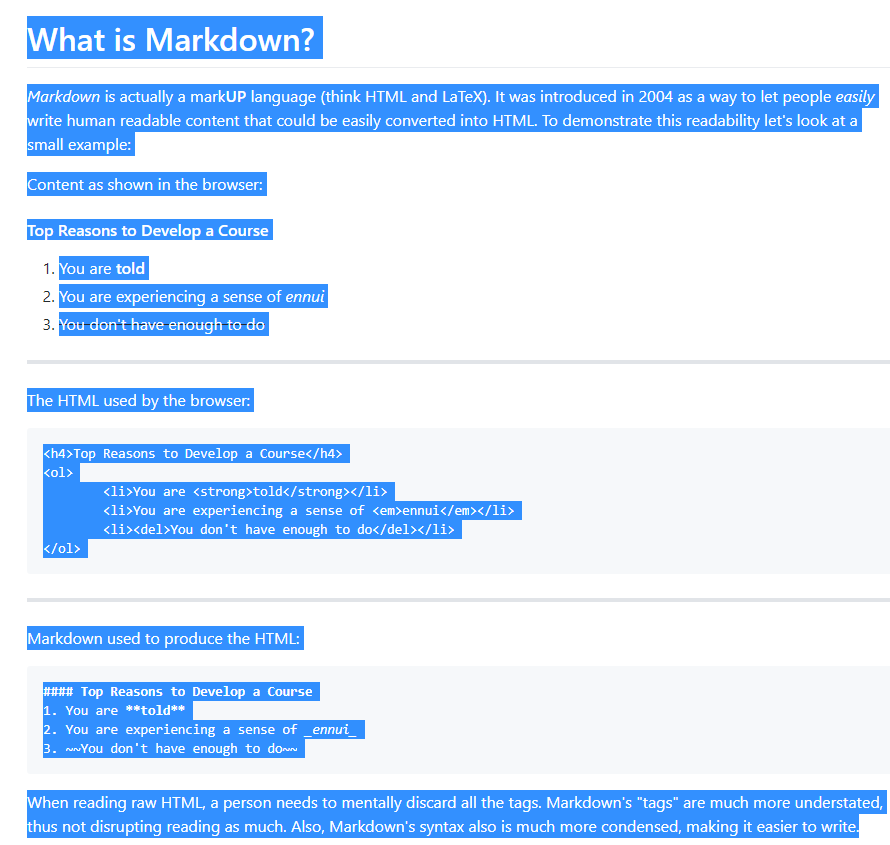 What is Markdown?
Markdown is actually a markUP language (think HTML and LaTeX). It was introduced in 2004 as a way to let people easily
write human readable content that could be easily converted into HTML. To demonstrate this readability let's look at a
small example:
Content as shown in the browser:
Top Reasons to Develop a Course
1. You are told
2. You are experiencing a sense of ennui
3. You don't have enough to do
The HTML used by the browser:
<h4>Top Reasons to Develop a Course</h4>
<ol>
        <li>You are <strong>told</strong></li>
        <li>You are experiencing a sense of <em>ennui</em></li>
        <li><del>You don't have enough to do</del></li>
</ol>
Markdown used to produce the HTML:
#### Top Reasons to Develop a Course
1. You are **told**
2. You are experiencing a sense of _ennui_
3. ~~You don't have enough to do~~
When reading raw HTML, a person needs to mentally discard all the tags. Markdown's "tags" are much more understated,
thus not disrupting reading as much. Also, Markdown's syntax also is much more condensed, making it easier to write.